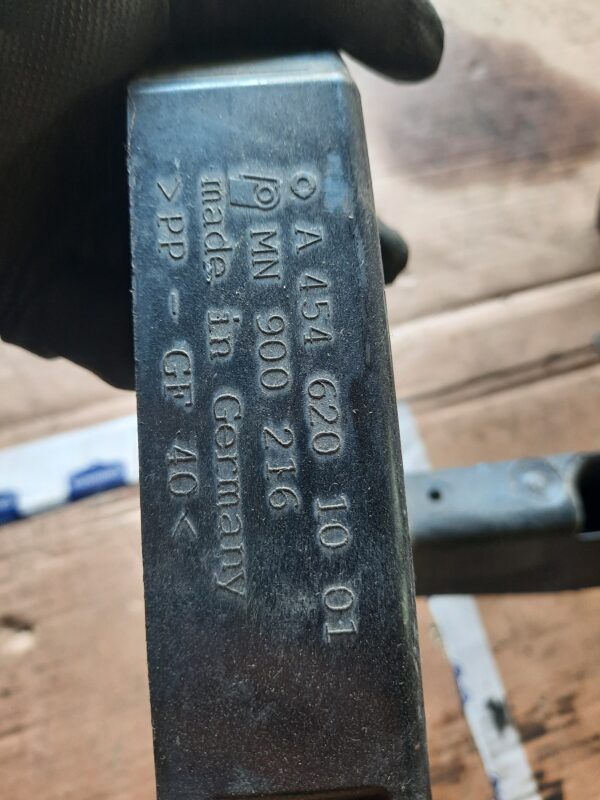 A 454 620 10 01
MN 900 216
made in Germany
>PP - GF 40<